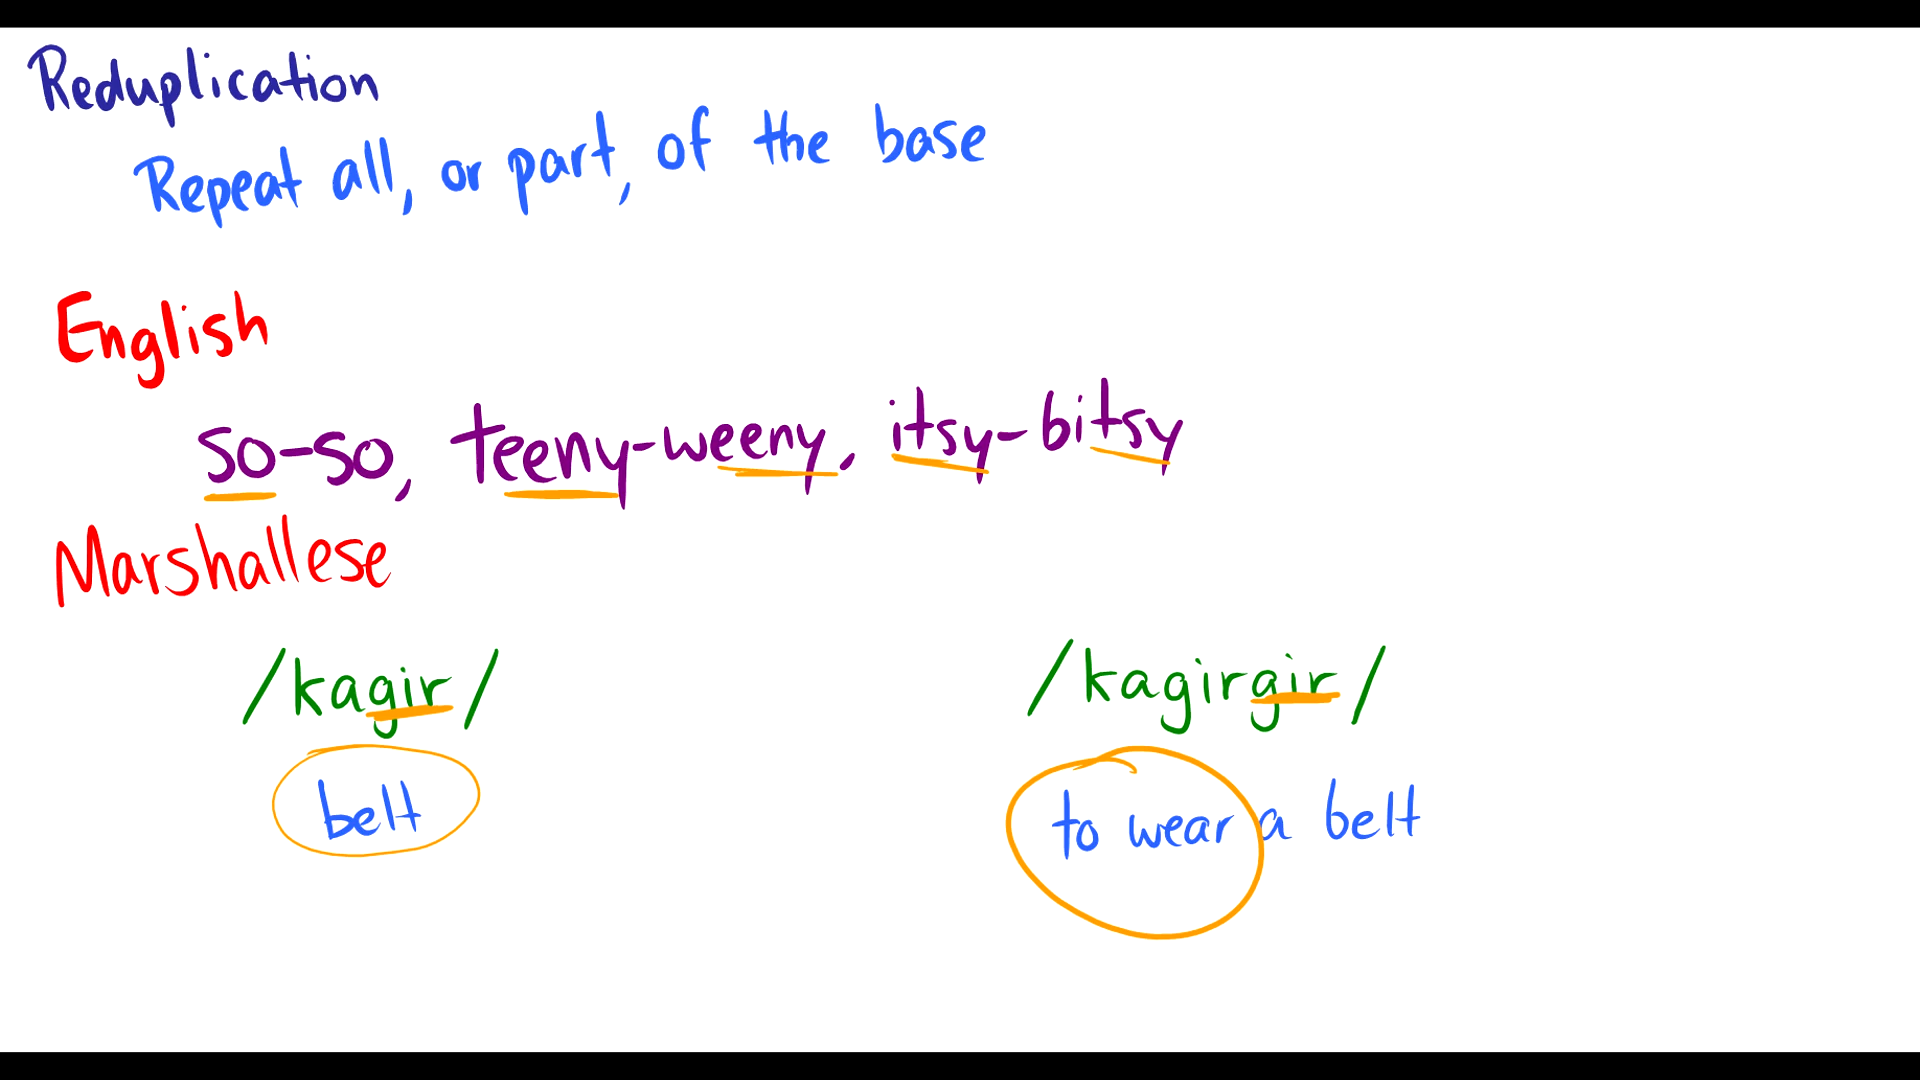 Reduplication
Repeat all, or part, of the base
English
so-so, teeny-weeny, itsy-bitsy
Marshallese
/kagir/ /kagirgir/
belt to wear a belt